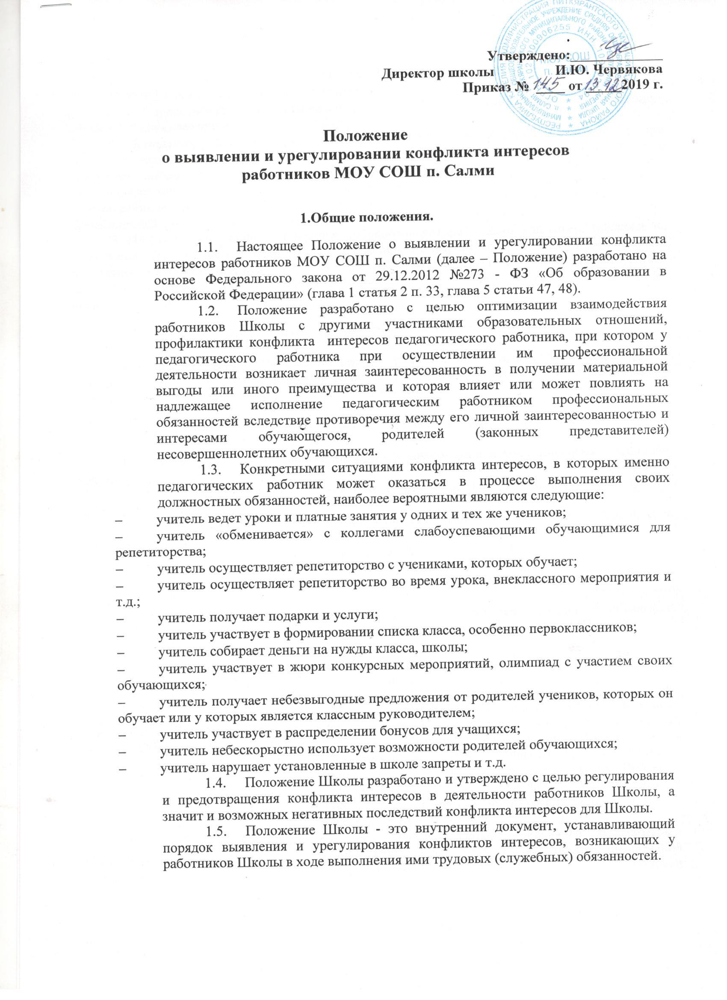 Утверждено:
Директор школы И.Ю. Червякова
Приказ № 145 от 13.12 2019 г.
МОУ СОШ
Положение
о выявлении и урегулировании конфликта интересов
работников МОУ СОШ п. Салми
1.Общие положения.
1.1. Настоящее Положение о выявлении и урегулировании конфликта
интересов работников МОУ СОШ п. Салми (далее – Положение) разработано на
основе Федерального закона от 29.12.2012 №273 - ФЗ «Об образовании в
Российской Федерации» (глава 1 статья 2 п. 33, глава 5 статьи 47, 48).
1.2. Положение разработано с целью оптимизации взаимодействия
работников Школы с другими участниками образовательных отношений,
профилактики конфликта интересов педагогического работника, при котором у
педагогического работника при осуществлении им профессиональной
деятельности возникает личная заинтересованность в получении материальной
выгоды или иного преимущества и которая влияет или может повлиять на
надлежащее исполнение педагогическим работником профессиональных
обязанностей вследствие противоречия между его личной заинтересованностью и
интересами обучающегося, родителей (законных представителей)
несовершеннолетних обучающихся.
1.3. Конкретными ситуациями конфликта интересов, в которых именно
педагогических работник может оказаться в процессе выполнения своих
должностных обязанностей, наиболее вероятными являются следующие:
– учитель ведет уроки и платные занятия у одних и тех же учеников;
– учитель «обменивается» с коллегами слабоуспевающими обучающимися для
репетиторства;
– учитель осуществляет репетиторство с учениками, которых обучает;
– учитель осуществляет репетиторство во время урока, внеклассного мероприятия и
т.д.;
– учитель получает подарки и услуги;
– учитель участвует в формировании списка класса, особенно первоклассников;
– учитель собирает деньги на нужды класса, школы;
– учитель участвует в жюри конкурсных мероприятий, олимпиад с участием своих
обучающихся;
– учитель получает небезвыгодные предложения от родителей учеников, которых он
обучает или у которых является классным руководителем;
– учитель участвует в распределении бонусов для учащихся;
– учитель небескорыстно использует возможности родителей обучающихся;
– учитель нарушает установленные в школе запреты и т.д.
1.4. Положение Школы разработано и утверждено с целью регулирования
и предотвращения конфликта интересов в деятельности работников Школы, а
значит и возможных негативных последствий конфликта интересов для Школы.
1.5. Положение Школы - это внутренний документ, устанавливающий
порядок выявления и урегулирования конфликтов интересов, возникающих у
работников Школы в ходе выполнения ими трудовых (служебных) обязанностей.